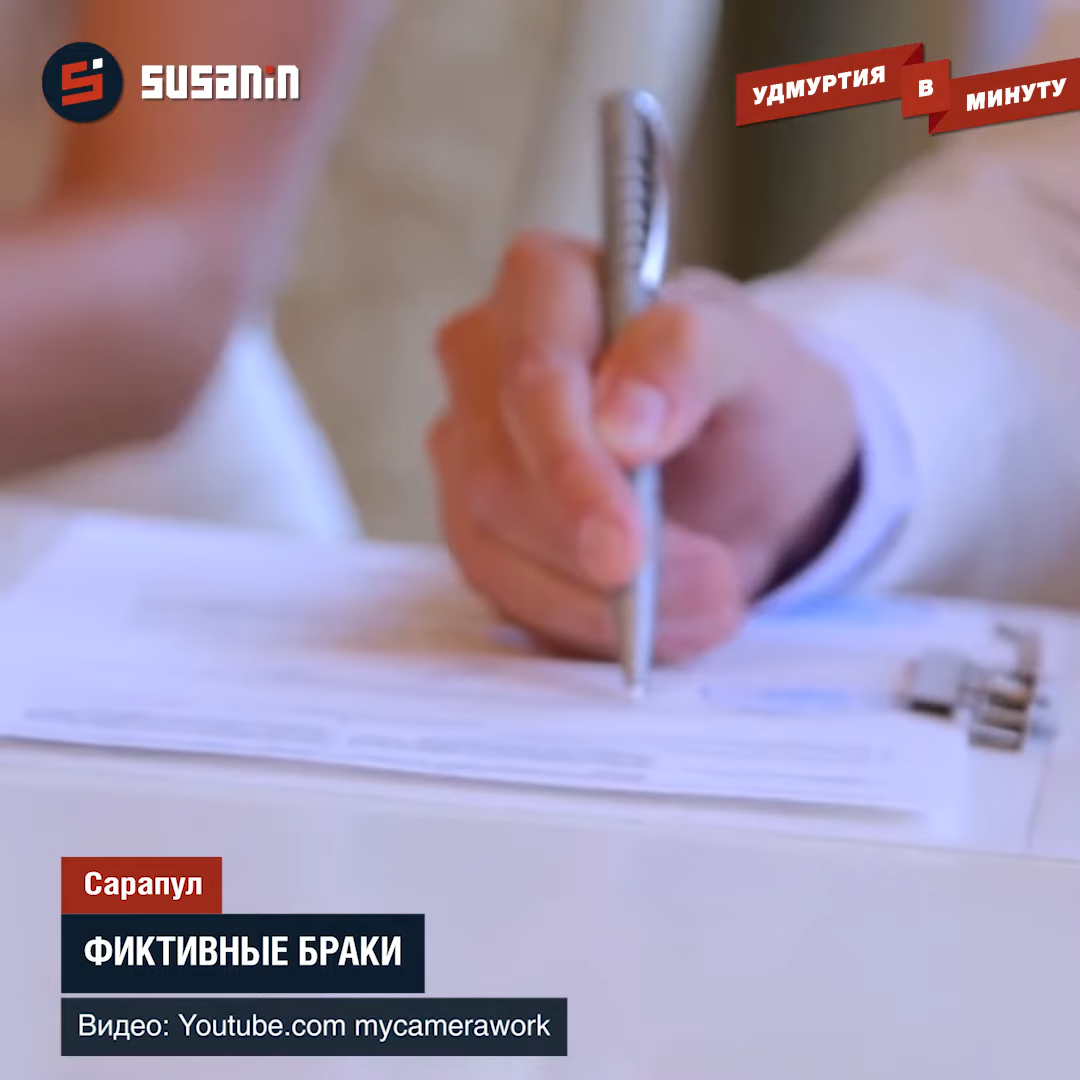 susanin
УДМУРТИЯ В МИНУТУ
Сарапул
ФИКТИВНЫЕ БРАКИ
Видео: Youtube.com mycamerawork